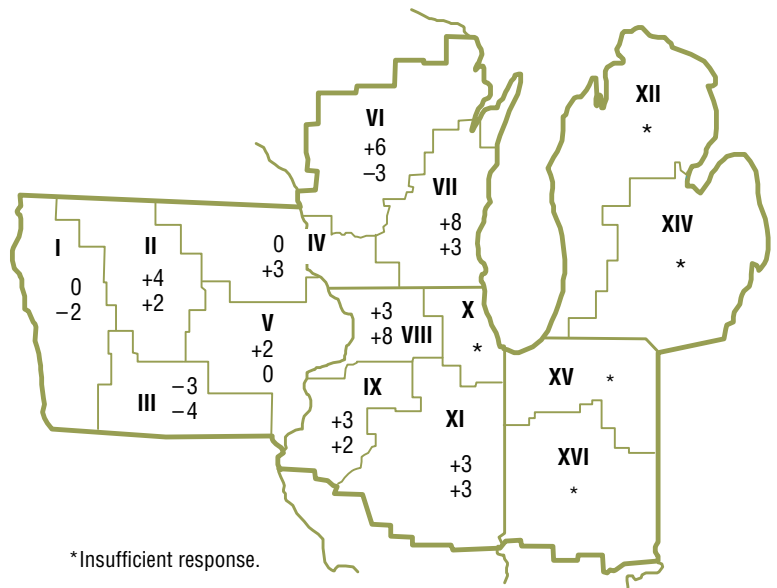 XII
*
VI
+6
−3
VII
+8
+3
XIV
*
I
0
−2
II
+4
+2
0
+3
IV
V
+2
0
+3
+8 VIII
X
*
III
−3
−4
IX
+3
+2
XI
+3
+3
XV *
XVI
*
*Insufficient response.